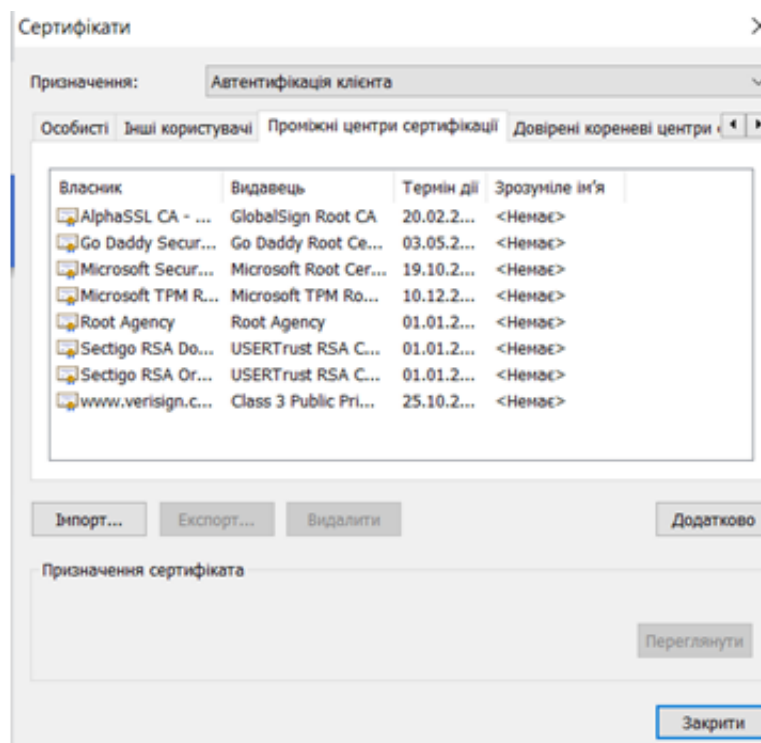 Сертифікати
Призначення: Автентифікація клієнта
Особисті Інші користувачі Проміжні центри сертифікації Довірені кореневі центри
Власник Видавець Термін дії Зрозуміле ім'я
AlphaSSL CA - ... GlobalSign Root CA 20.02.2... <Немає>
Go Daddy Secur... Go Daddy Root Ce... 03.05.2... <Немає>
Microsoft Secur... Microsoft Root Cer... 19.10.2... <Немає>
Microsoft TPM R... Microsoft TPM Ro... 10.12.2... <Немає>
Root Agency Root Agency 01.01.2... <Немає>
Sectigo RSA Do... USERTrust RSA C... 01.01.2... <Немає>
Sectigo RSA Or... USERTrust RSA C... 01.01.2... <Немає>
www.verisign.c... Class 3 Public Pri... 25.10.2... <Немає>
Імпорт... Експорт... Видалити Додатково
Призначення сертифіката
Переглянути
Закрити